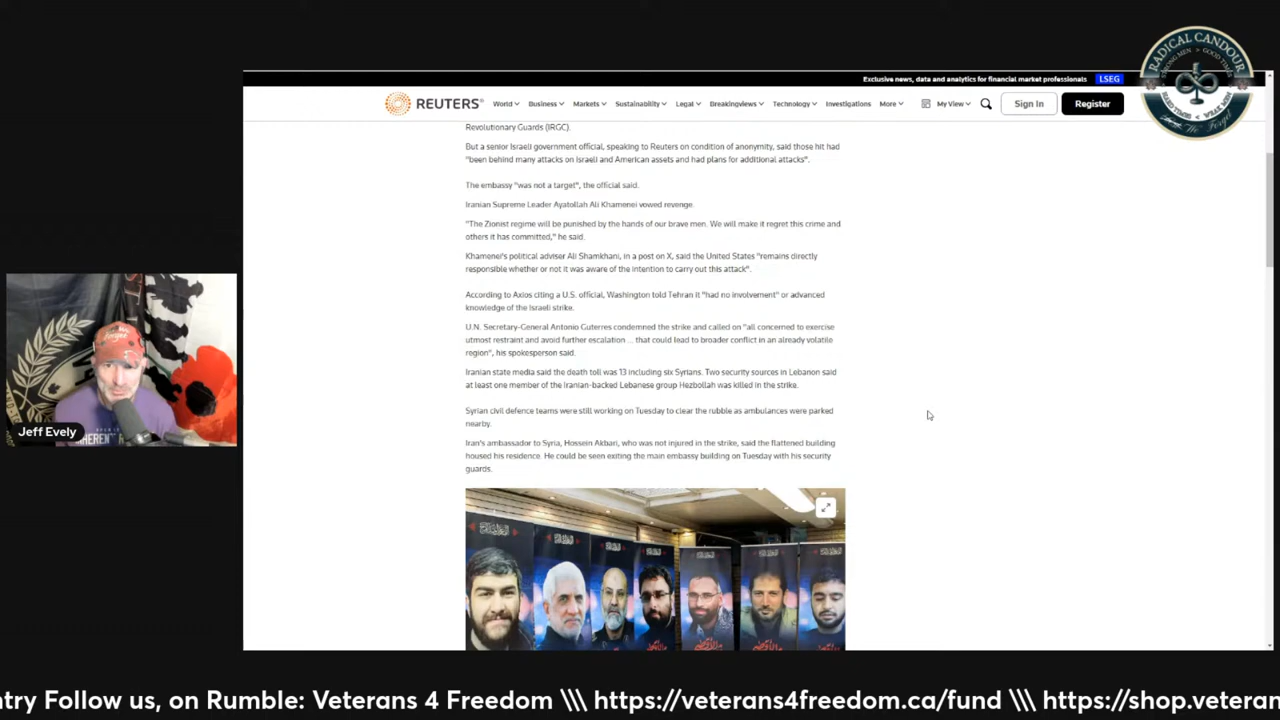 Exclusive news, data and analytics for financial market professionals LSEG
RADICAL CANDOUR
REUTERS® World Business Markets Sustainability Legal Breakingviews Technology Investigations More My View Sign In Register
Revolutionary Guards (IRGC).
But a senior Israeli government official, speaking to Reuters on condition of anonymity, said those hit had
"been behind many attacks on Israeli and American assets and had plans for additional attacks".
The embassy "was not a target", the official said.
Iranian Supreme Leader Ayatollah Ali Khamenei vowed revenge.
"The Zionist regime will be punished by the hands of our brave men. We will make it regret this crime and
others it has committed," he said.
Khamenei's political adviser Ali Shamkhani, in a post on X, said the United States "remains directly
responsible whether or not it was aware of the intention to carry out this attack".
According to Axios citing a U.S. official, Washington told Tehran it "had no involvement" or advanced
knowledge of the Israeli strike.
U.N. Secretary-General Antonio Guterres condemned the strike and called on "all concerned to exercise
utmost restraint and avoid further escalation ... that could lead to broader conflict in an already volatile
region", his spokesperson said.
Iranian state media said the death toll was 13 including six Syrians. Two security sources in Lebanon said
at least one member of the Iranian-backed Lebanese group Hezbollah was killed in the strike.
Syrian civil defence teams were still working on Tuesday to clear the rubble as ambulances were parked
nearby.
Iran's ambassador to Syria, Hossein Akbari, who was not injured in the strike, said the flattened building
housed his residence. He could be seen exiting the main embassy building on Tuesday with his security
guards.
Jeff Evely
ntry Follow us, on Rumble: Veterans 4 Freedom \\\ https://veterans4freedom.ca/fund \\\ https://shop.veteran